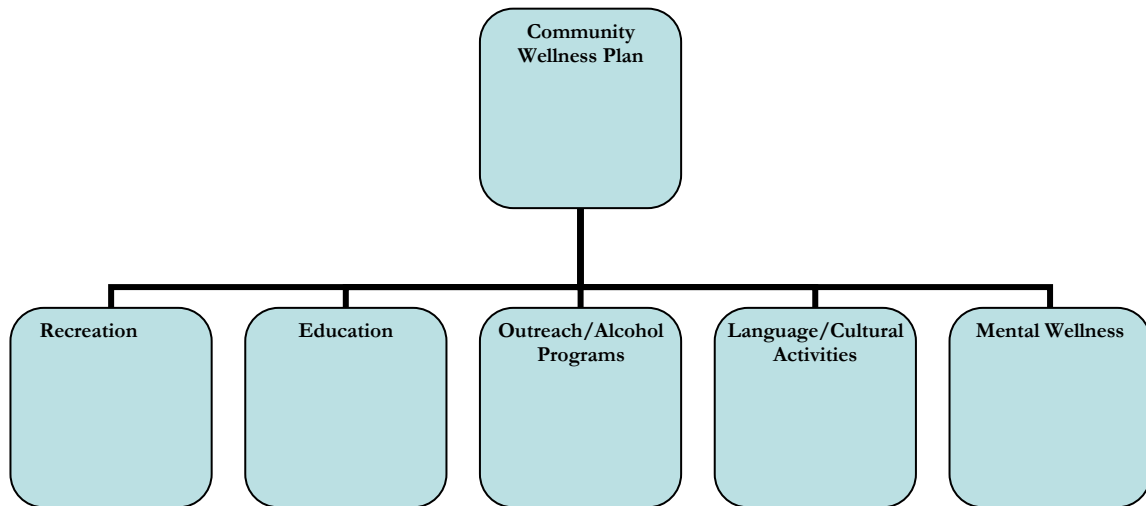 Community
Wellness Plan
Recreation
Education
Outreach/Alcohol
Programs
Language/Cultural
Activities
Mental Wellness